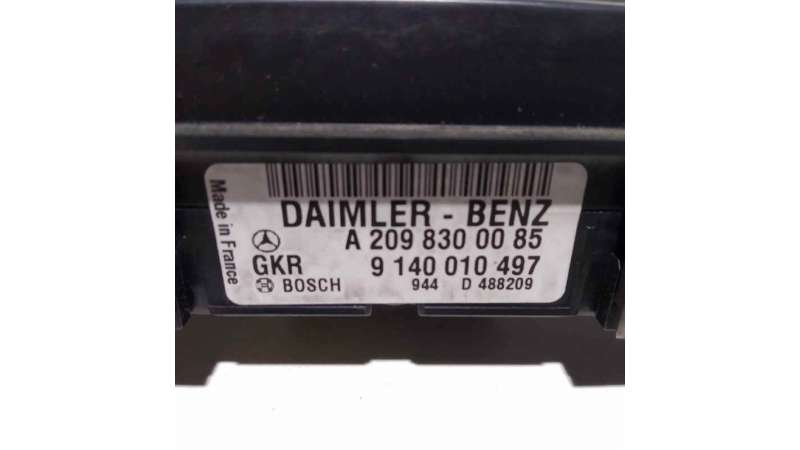 Made in France
DAIMLER - BENZ
A 209 830 00 85
GKR 9 140 010 497
BOSCH 944 D 488209